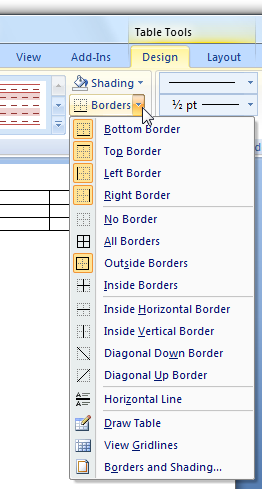 Table Tools
View Add-Ins Design Layout
Shading
Borders ½ pt
Bottom Border
Top Border
Left Border
Right Border
No Border
All Borders
Outside Borders
Inside Borders
Inside Horizontal Border
Inside Vertical Border
Diagonal Down Border
Diagonal Up Border
Horizontal Line
Draw Table
View Gridlines
Borders and Shading...